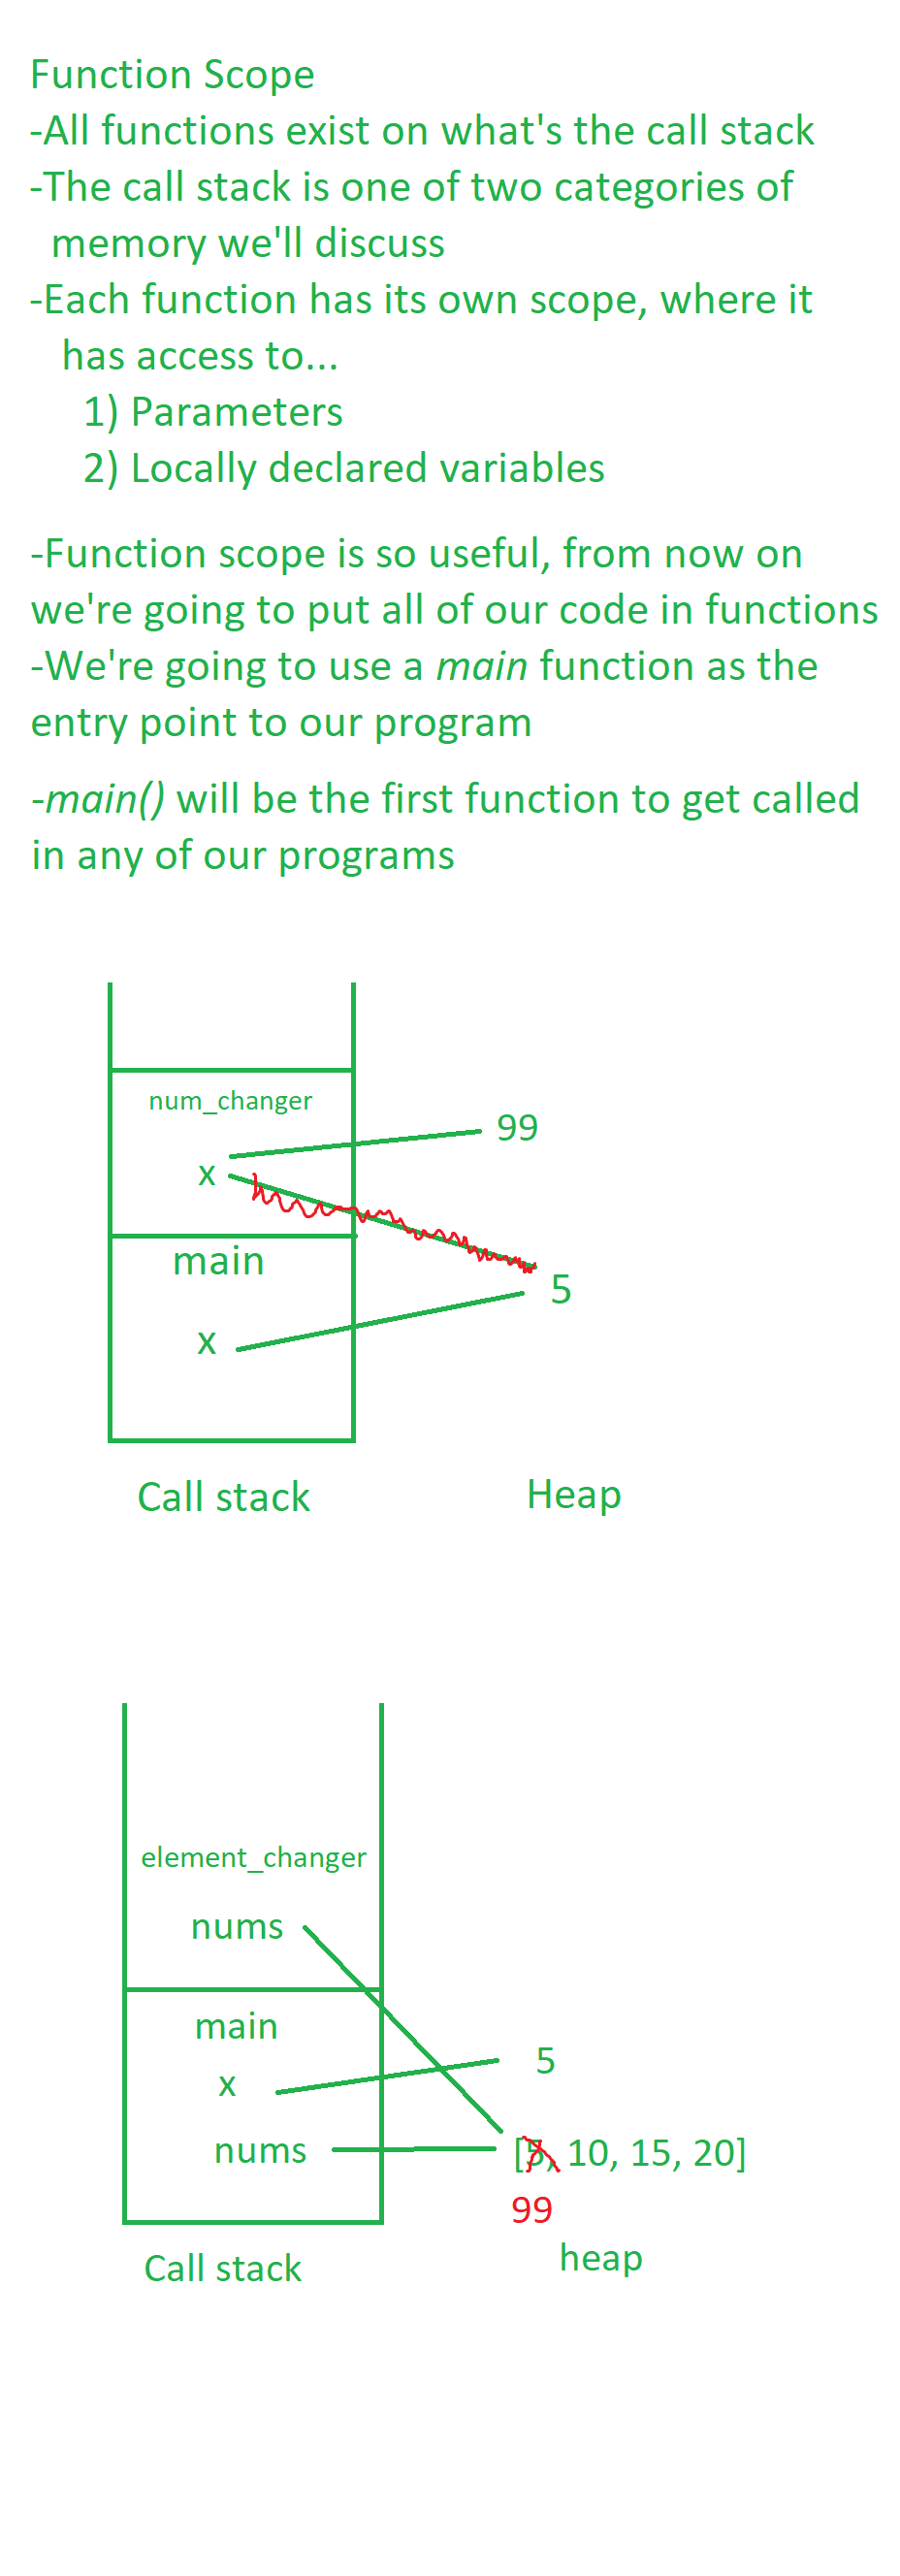 Function Scope
-All functions exist on what's the call stack
-The call stack is one of two categories of
memory we'll discuss
-Each function has its own scope, where it
has access to...
1) Parameters
2) Locally declared variables
-Function scope is so useful, from now on
we're going to put all of our code in functions
-We're going to use a main function as the
entry point to our program
-main() will be the first function to get called
in any of our programs
num_changer
99
x
main
5
x
Call stack
Heap
element_changer
nums
main
5
x
nums
[5, 10, 15, 20]
99
heap
Call stack